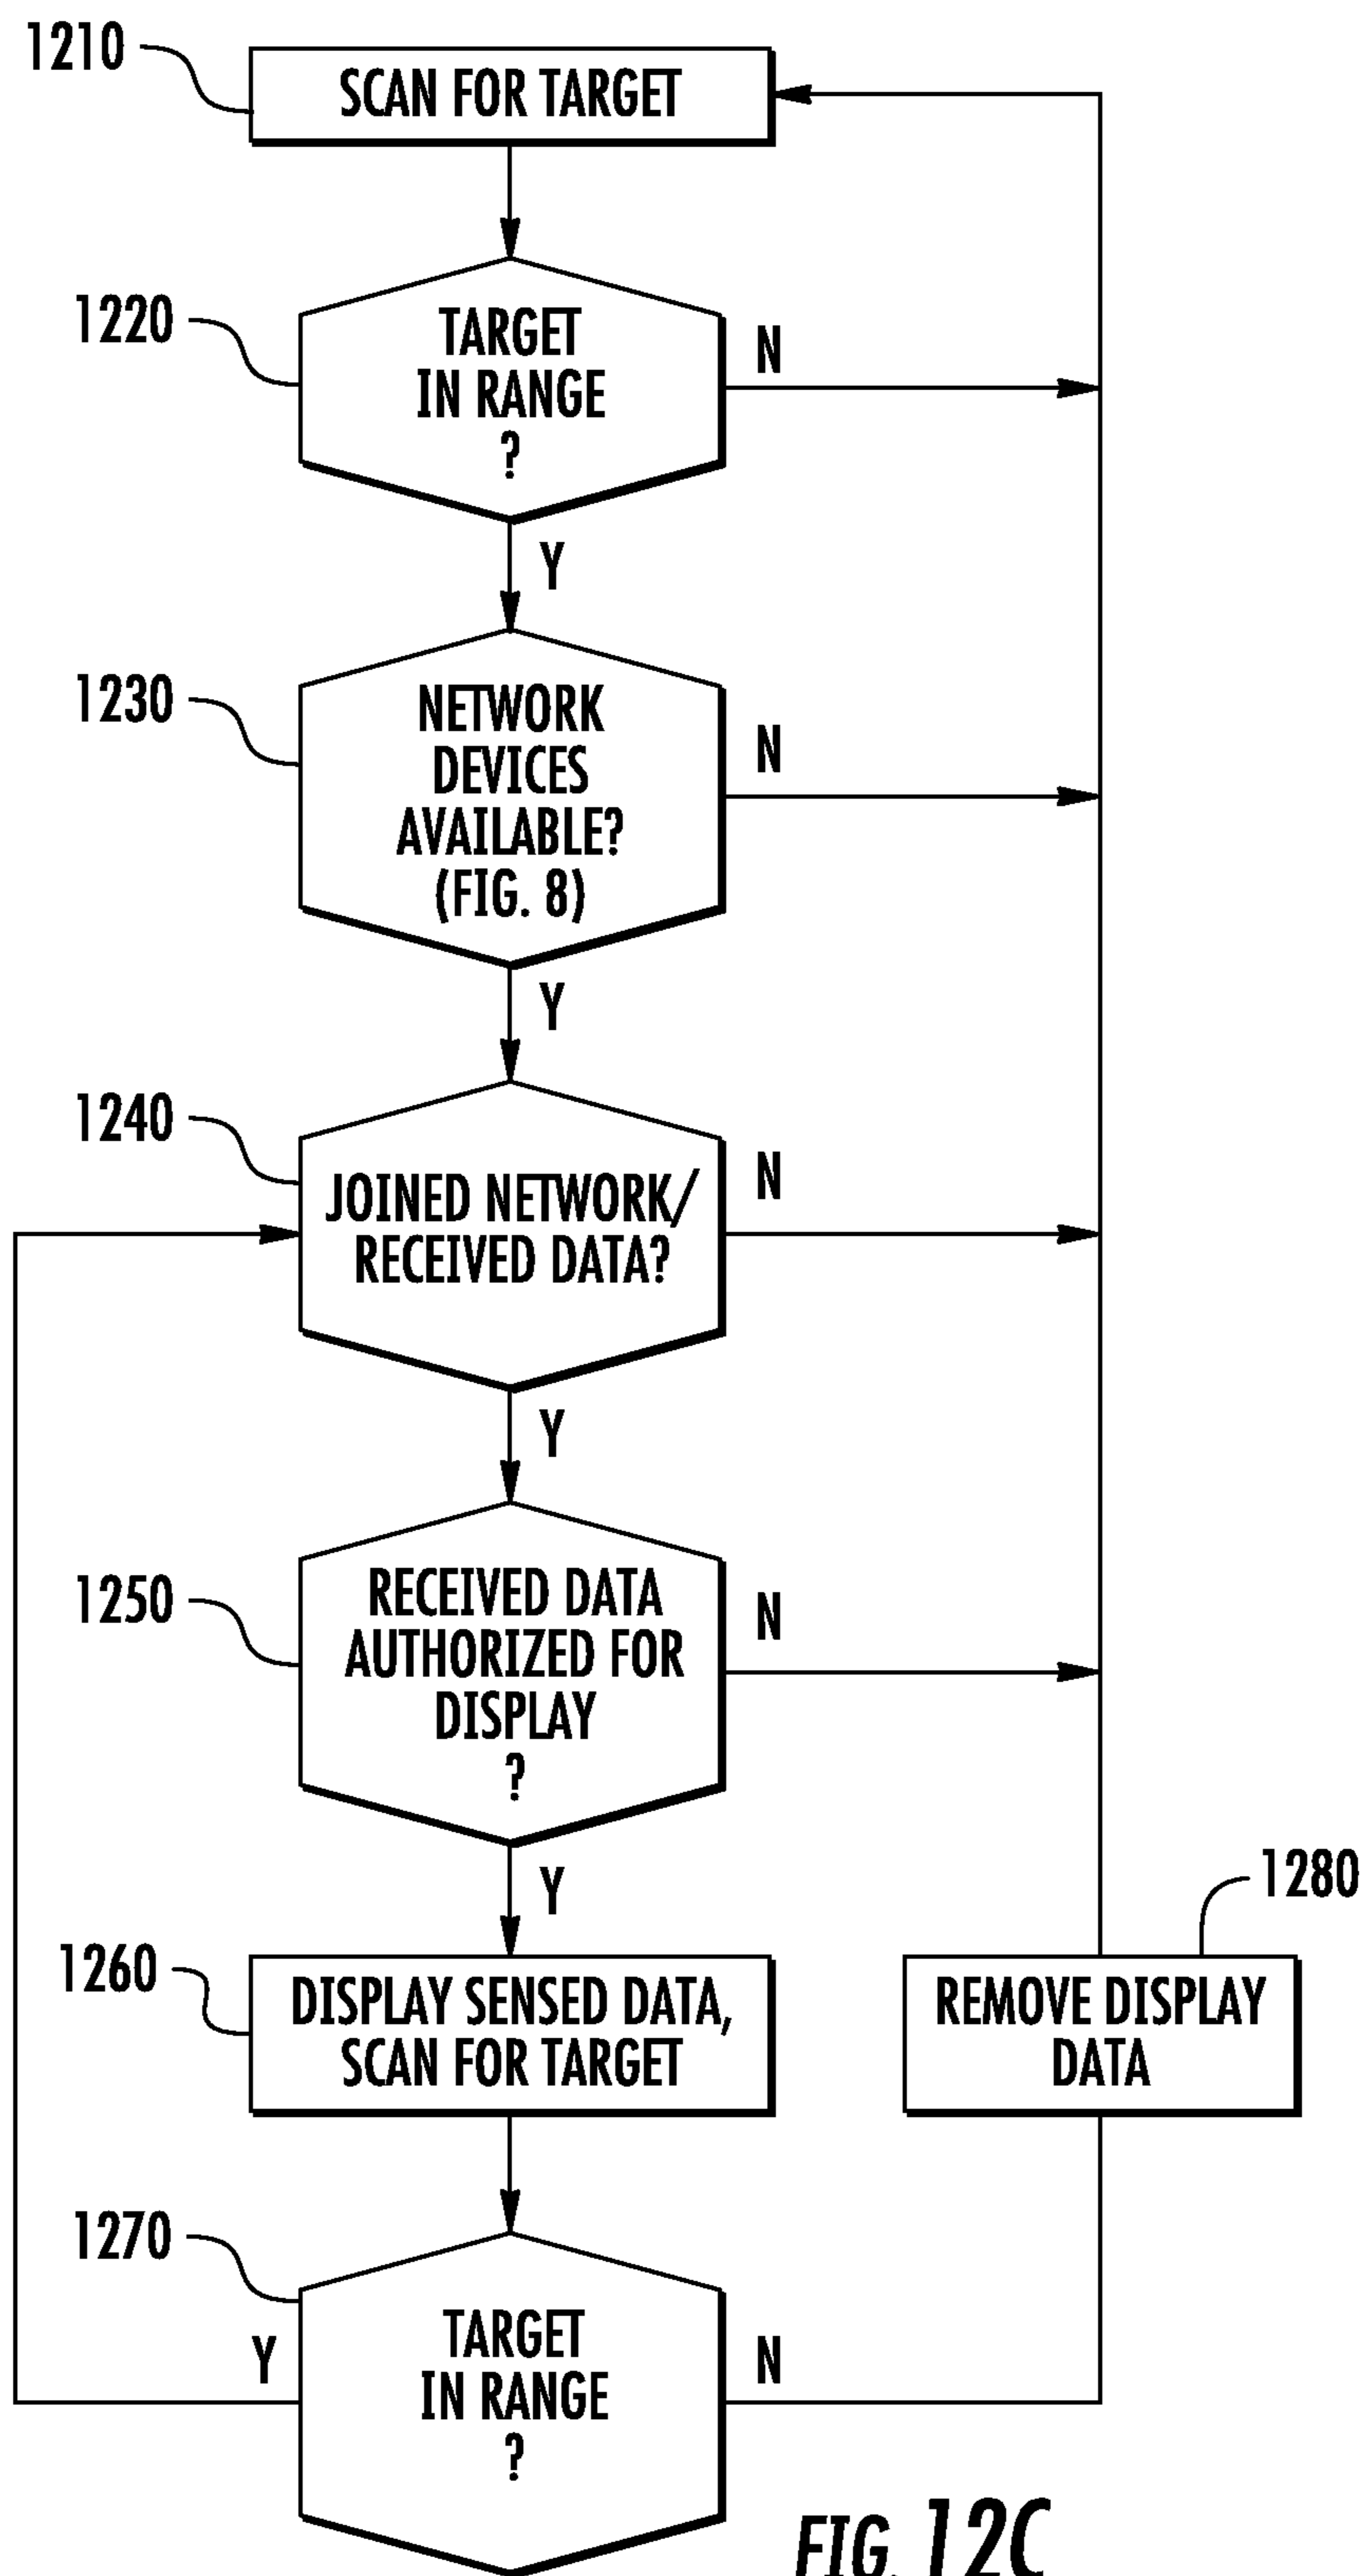 1210
SCAN FOR TARGET
1220
TARGET
IN RANGE
?
N
Y
1230
NETWORK
DEVICES
AVAILABLE?
(FIG. 8)
N
Y
1240
JOINED NETWORK/
RECEIVED DATA?
N
Y
1250
RECEIVED DATA
AUTHORIZED FOR
DISPLAY
?
N
Y
1260
DISPLAY SENSED DATA,
SCAN FOR TARGET
1280
REMOVE DISPLAY
DATA
1270
TARGET
IN RANGE
?
Y
N
FIG. 12C